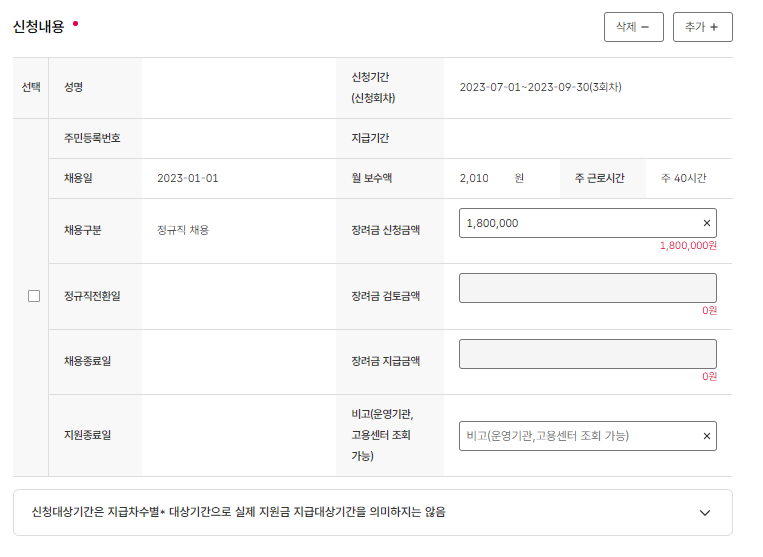 신청내용
삭제 −
추가 +
선택
성명
신청기간
(신청회차)
2023-07-01~2023-09-30(3회차)
주민등록번호
지급기간
채용일
2023-01-01
월 보수액
2,010 원
주 근로시간
주 40시간
채용구분
정규직 채용
장려금 신청금액
1,800,000 ×
1,800,000원
정규직전환일
장려금 검토금액
0원
채용종료일
장려금 지급금액
0원
지원종료일
비고(운영기관,
고용센터 조회
가능)
비고(운영기관,고용센터 조회 가능) ×
신청대상기간은 지급차수별* 대상기간으로 실제 지원금 지급대상기간을 의미하지는 않음